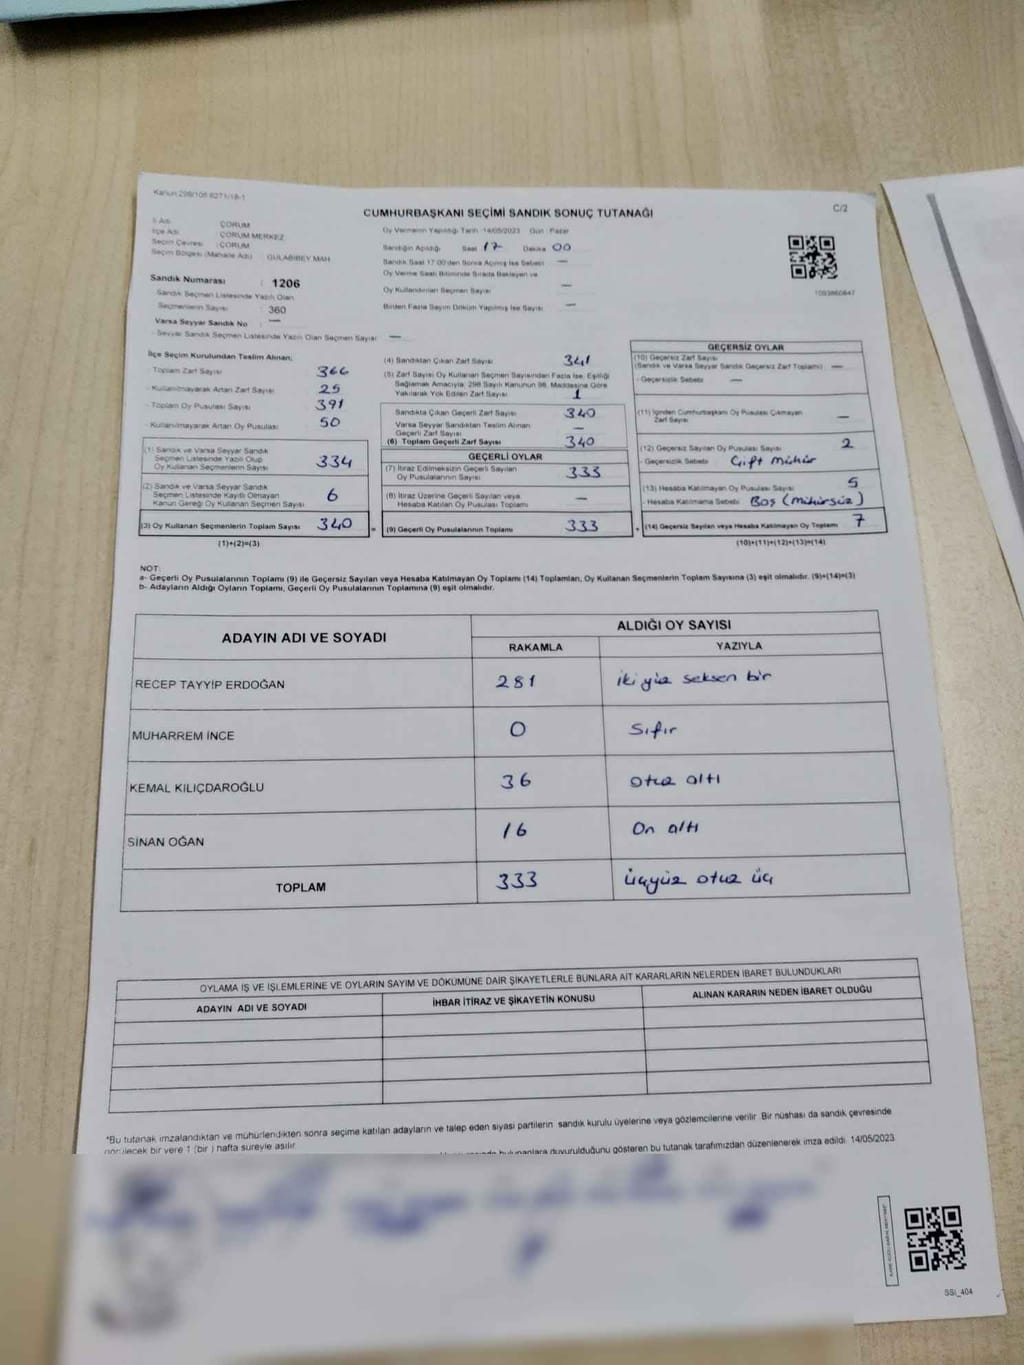 Kanun:298/105 6271/18-1
C/2
CUMHURBAŞKANI SEÇİMİ SANDIK SONUÇ TUTANAĞI
İl Adı : ÇORUM
İlçe Adı : ÇORUM MERKEZ
Seçim Çevresi : ÇORUM
Seçim Bölgesi (Mahalle Adı) : GÜLABİBEY MAH
Sandık Numarası : 1206
Sandık Seçmen Listesinde Yazılı Olan
Seçmenlerin Sayısı : 360
Varsa Seyyar Sandık No : —
- Seyyar Sandık Seçmen Listesinde Yazılı Olan Seçmen Sayısı —
Oy Vermenin Yapıldığı Tarih: 14/05/2023 Gün : Pazar
Sandığın Açıldığı Saat 17 Dakika 00
Sandık Saat 17:00'den Sonra Açılmış İse Sebebi —
Oy Verme Saati Bitiminde Sırada Bekleyen ve
Oy Kullandırılan Seçmen Sayısı —
Birden Fazla Sayım Döküm Yapılmış İse Sayısı —
1093860847
İlçe Seçim Kurulundan Teslim Alınan;
- Toplam Zarf Sayısı 366
- Kullanılmayarak Artan Zarf Sayısı 25
- Toplam Oy Pusulası Sayısı 391
- Kullanılmayarak Artan Oy Pusulası 50
(1) Sandık ve Varsa Seyyar Sandık
Seçmen Listesinde Yazılı Olup
Oy Kullanan Seçmenlerin Sayısı 334
(2) Sandık ve Varsa Seyyar Sandık
Seçmen Listesinde Kayıtlı Olmayan
Kanun Gereği Oy Kullanan Seçmen Sayısı 6
(3) Oy Kullanan Seçmenlerin Toplam Sayısı 340
(1)+(2)=(3)
(4) Sandıktan Çıkan Zarf Sayısı 341
(5) Zarf Sayısı Oy Kullanan Seçmen Sayısından Fazla İse, Eşitliği
Sağlamak Amacıyla, 298 Sayılı Kanunun 98. Maddesine Göre
Yakılarak Yok Edilen Zarf Sayısı 1
Sandıkta Çıkan Geçerli Zarf Sayısı 340
Varsa Seyyar Sandıktan Teslim Alınan
Geçerli Zarf Sayısı —
(6) Toplam Geçerli Zarf Sayısı 340
GEÇERLİ OYLAR
(7) İtiraz Edilmeksizin Geçerli Sayılan
Oy Pusulalarının Sayısı 333
(8) İtiraz Üzerine Geçerli Sayılan veya
Hesaba Katılan Oy Pusulalarının Toplamı —
= (9) Geçerli Oy Pusulalarının Toplamı 333
GEÇERSİZ OYLAR
(10) Geçersiz Zarf Sayısı
(Sandık ve Varsa Seyyar Sandık Geçersiz Zarf Toplamı) —
- Geçersizlik Sebebi —
(11) İçinden Cumhurbaşkanı Oy Pusulası Çıkmayan
Zarf Sayısı —
(12) Geçersiz Sayılan Oy Pusulası Sayısı 2
- Geçersizlik Sebebi Çift Mühür
(13) Hesaba Katılmayan Oy Pusulası Sayısı 5
- Hesaba Katılmama Sebebi Boş (Mühürsüz)
+ (14) Geçersiz Sayılan veya Hesaba Katılmayan Oy Toplamı 7
(10)+(11)+(12)+(13)=(14)
NOT:
a- Geçerli Oy Pusulalarının Toplamı (9) ile Geçersiz Sayılan veya Hesaba Katılmayan Oy Toplamı (14) Toplamları, Oy Kullanan Seçmenlerin Toplam Sayısına (3) eşit olmalıdır. (9)+(14)=(3)
b- Adayların Aldığı Oyların Toplamı, Geçerli Oy Pusulalarının Toplamına (9) eşit olmalıdır.
ADAYIN ADI VE SOYADI
ALDIĞI OY SAYISI
RAKAMLA YAZIYLA
RECEP TAYYİP ERDOĞAN 281 iki yüz seksen bir
MUHARREM İNCE 0 Sıfır
KEMAL KILIÇDAROĞLU 36 otuz altı
SİNAN OĞAN 16 On altı
TOPLAM 333 üçyüz otuz üç
OYLAMA İŞ VE İŞLEMLERİNE VE OYLARIN SAYIM VE DÖKÜMÜNE DAİR ŞİKAYETLERLE BUNLARA AİT KARARLARIN NELERDEN İBARET BULUNDUKLARI
ADAYIN ADI VE SOYADI İHBAR İTİRAZ VE ŞİKAYETİN KONUSU ALINAN KARARIN NEDEN İBARET OLDUĞU
*Bu tutanak imzalandıktan ve mühürlendikten sonra seçime katılan adayların ve talep eden siyasi partilerin sandık kurulu üyelerine veya gözlemcilerine verilir. Bir nüshası da sandık çevresinde
görülecek bir yere 1 (bir ) hafta süreyle asılır.
bulunanlara duyurulduğunu gösteren bu tutanak tarafımızdan düzenlenerek imza edildi. 14/05/2023
SSI_404